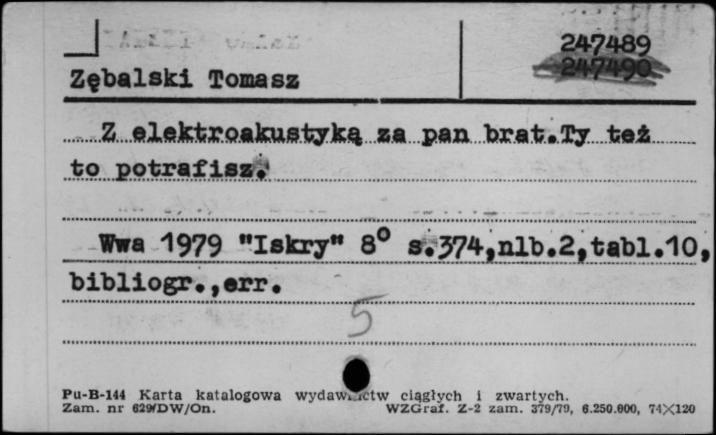 247489
247490
Zębalski Tomasz
Z elektroakustyką za pan brat.Ty też
to potrafisz.
Wwa 1979 "Iskry" 8° s.374,nlb.2,tabl.10,
bibliogr.,err.
5
Pu-B-144 Karta katalogowa wydawnictw ciągłych i zwartych.
Zam. nr 629/DW/On. WZGraf. Z-2 zam. 379/79, 6.250.000, 74×120